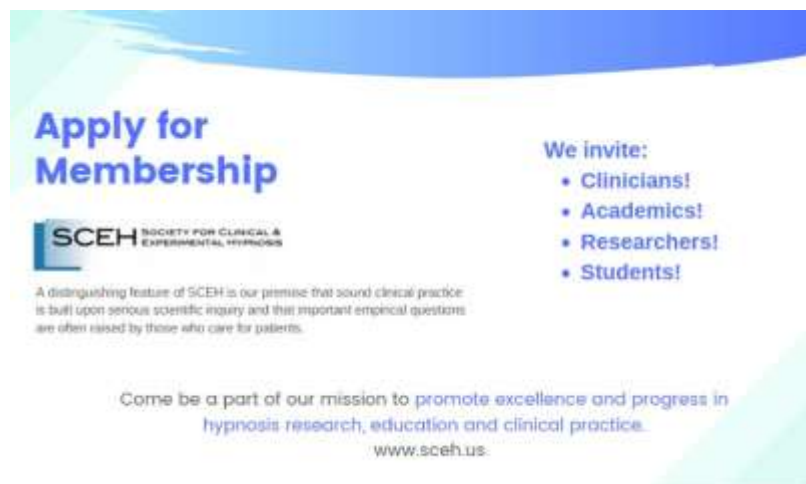 Apply for
Membership
SCEH SOCIETY FOR CLINICAL &
EXPERIMENTAL HYPNOSIS
A distinguishing feature of SCEH is our premise that sound clinical practice
is built upon serious scientific inquiry and that important empirical questions
are often raised by those who care for patients.
We invite:
• Clinicians!
• Academics!
• Researchers!
• Students!
Come be a part of our mission to promote excellence and progress in
hypnosis research, education and clinical practice.
www.sceh.us